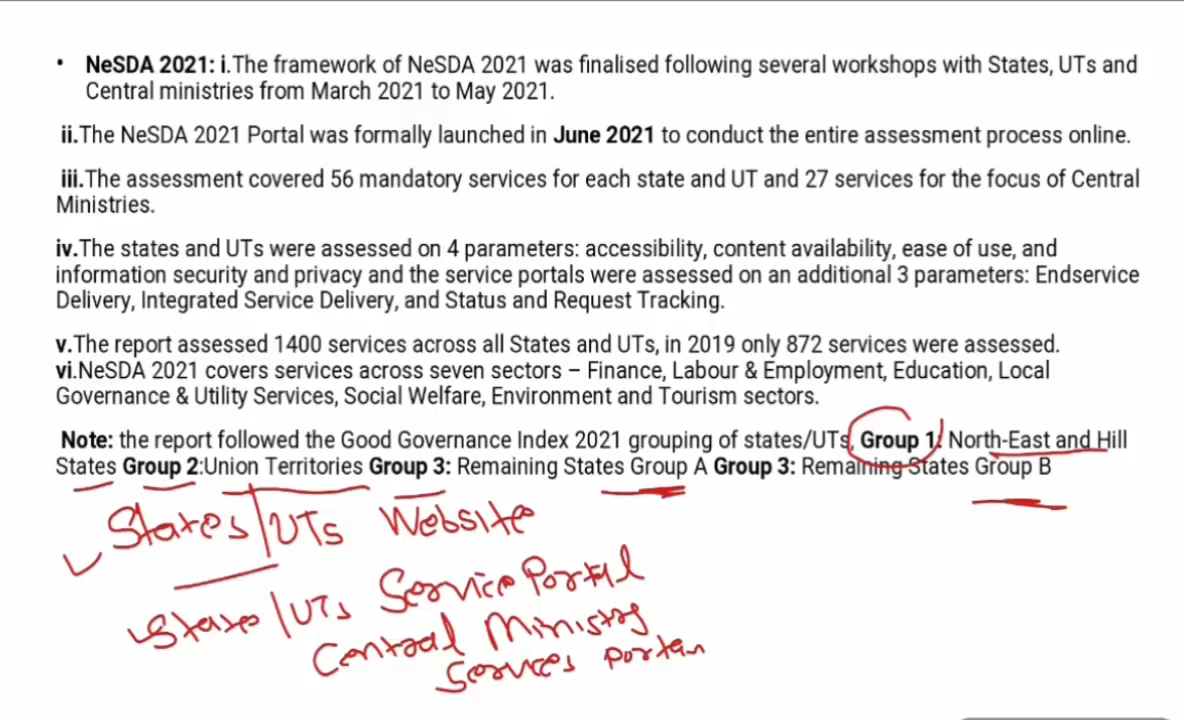 • NeSDA 2021: i.The framework of NeSDA 2021 was finalised following several workshops with States, UTs and
Central ministries from March 2021 to May 2021.
ii.The NeSDA 2021 Portal was formally launched in June 2021 to conduct the entire assessment process online.
iii.The assessment covered 56 mandatory services for each state and UT and 27 services for the focus of Central
Ministries.
iv.The states and UTs were assessed on 4 parameters: accessibility, content availability, ease of use, and
information security and privacy and the service portals were assessed on an additional 3 parameters: Endservice
Delivery, Integrated Service Delivery, and Status and Request Tracking.
v.The report assessed 1400 services across all States and UTs, in 2019 only 872 services were assessed.
vi.NeSDA 2021 covers services across seven sectors – Finance, Labour & Employment, Education, Local
Governance & Utility Services, Social Welfare, Environment and Tourism sectors.
Note: the report followed the Good Governance Index 2021 grouping of states/UTs, Group 1: North-East and Hill
States Group 2:Union Territories Group 3: Remaining States Group A Group 3: Remaining States Group B
States/UTs Website
State/UTs Service Portal
Central Ministry
Services